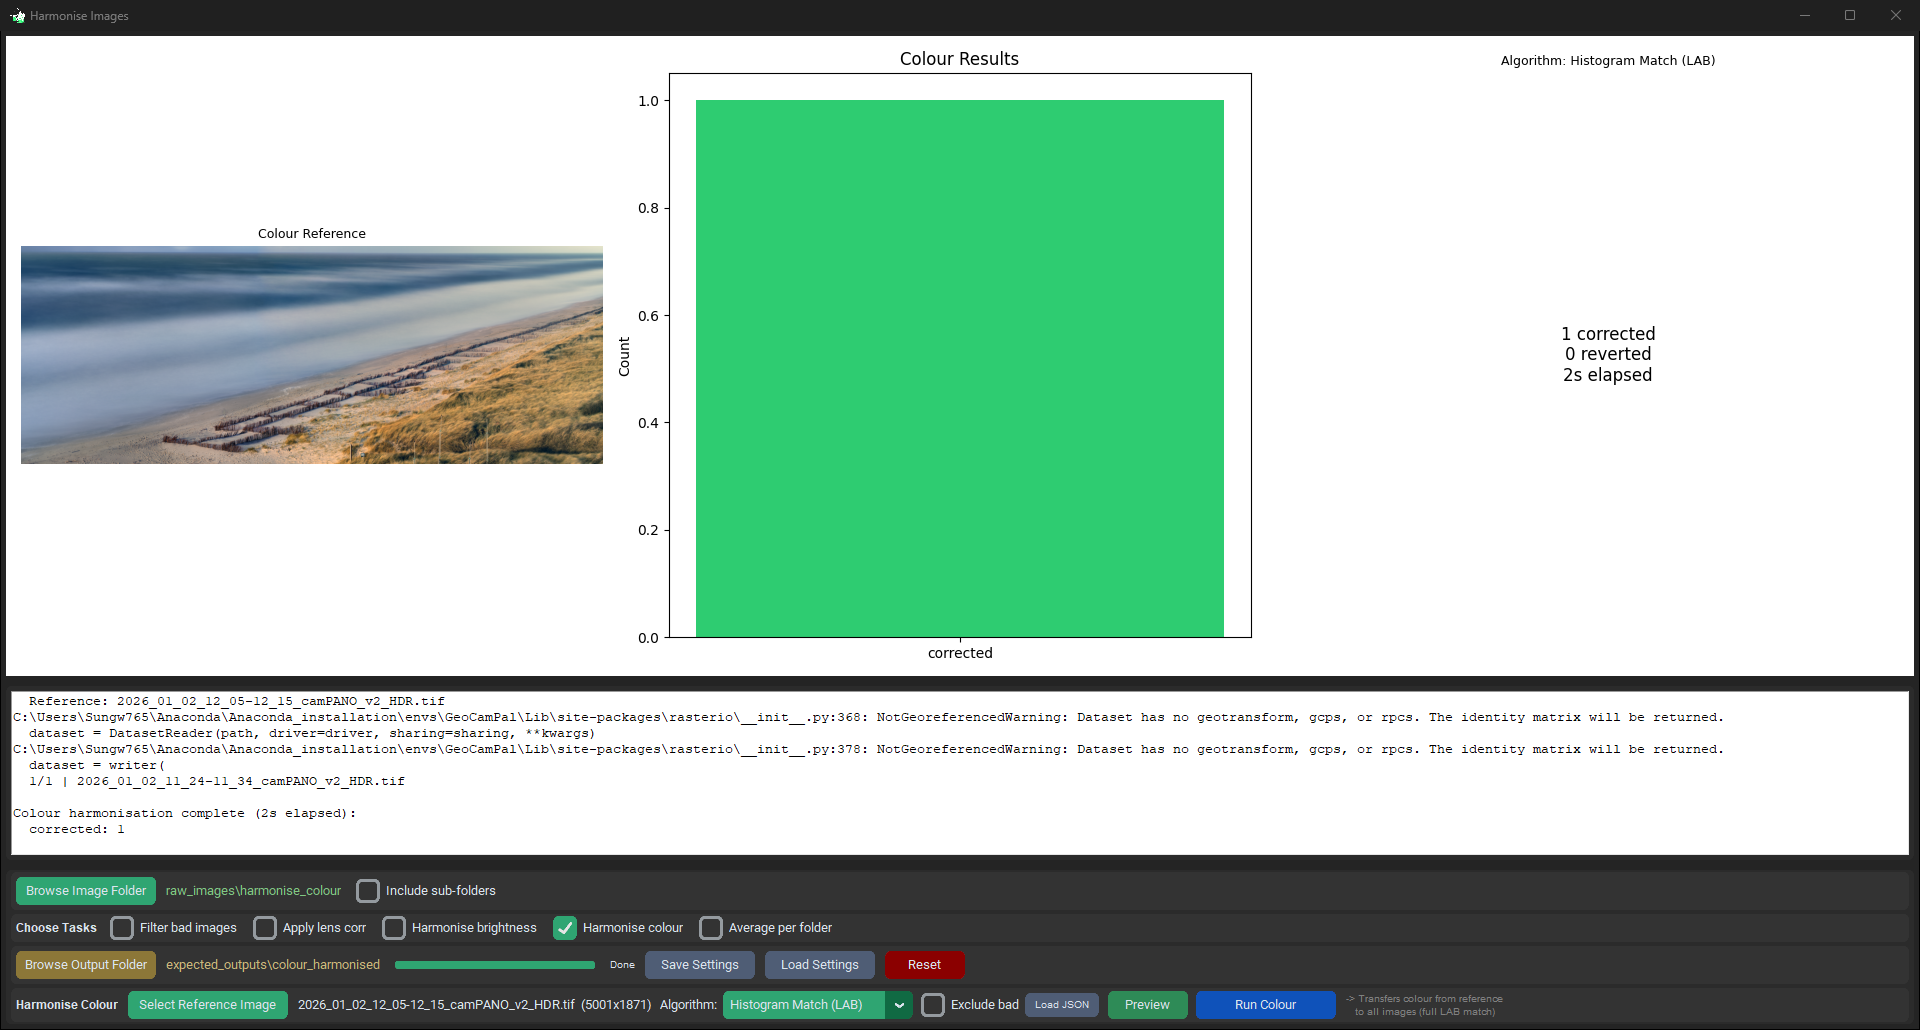 Harmonise Images
Colour Results
Algorithm: Histogram Match (LAB)
Colour Reference
1.0
0.8
0.6
0.4
0.2
0.0
Count
corrected
1 corrected
0 reverted
2s elapsed
Reference: 2026_01_02_12_05-12_15_camPANO_v2_HDR.tif
C:\Users\Sungw765\Anaconda\Anaconda_installation\envs\GeoCamPal\Lib\site-packages\rasterio\__init__.py:368: NotGeoreferencedWarning: Dataset has no geotransform, gcps, or rpcs. The identity matrix will be returned.
dataset = DatasetReader(path, driver=driver, sharing=sharing, **kwargs)
C:\Users\Sungw765\Anaconda\Anaconda_installation\envs\GeoCamPal\Lib\site-packages\rasterio\__init__.py:378: NotGeoreferencedWarning: Dataset has no geotransform, gcps, or rpcs. The identity matrix will be returned.
dataset = writer(
1/1 | 2026_01_02_11_24-11_34_camPANO_v2_HDR.tif
Colour harmonisation complete (2s elapsed):
corrected: 1
Browse Image Folder raw_images\harmonise_colour Include sub-folders
Choose Tasks Filter bad images Apply lens corr Harmonise brightness Harmonise colour Average per folder
Browse Output Folder expected_outputs\colour_harmonised Done Save Settings Load Settings Reset
Harmonise Colour Select Reference Image 2026_01_02_12_05-12_15_camPANO_v2_HDR.tif (5001x1871) Algorithm: Histogram Match (LAB) Exclude bad Load JSON Preview Run Colour -> Transfers colour from reference
to all images (full LAB match)